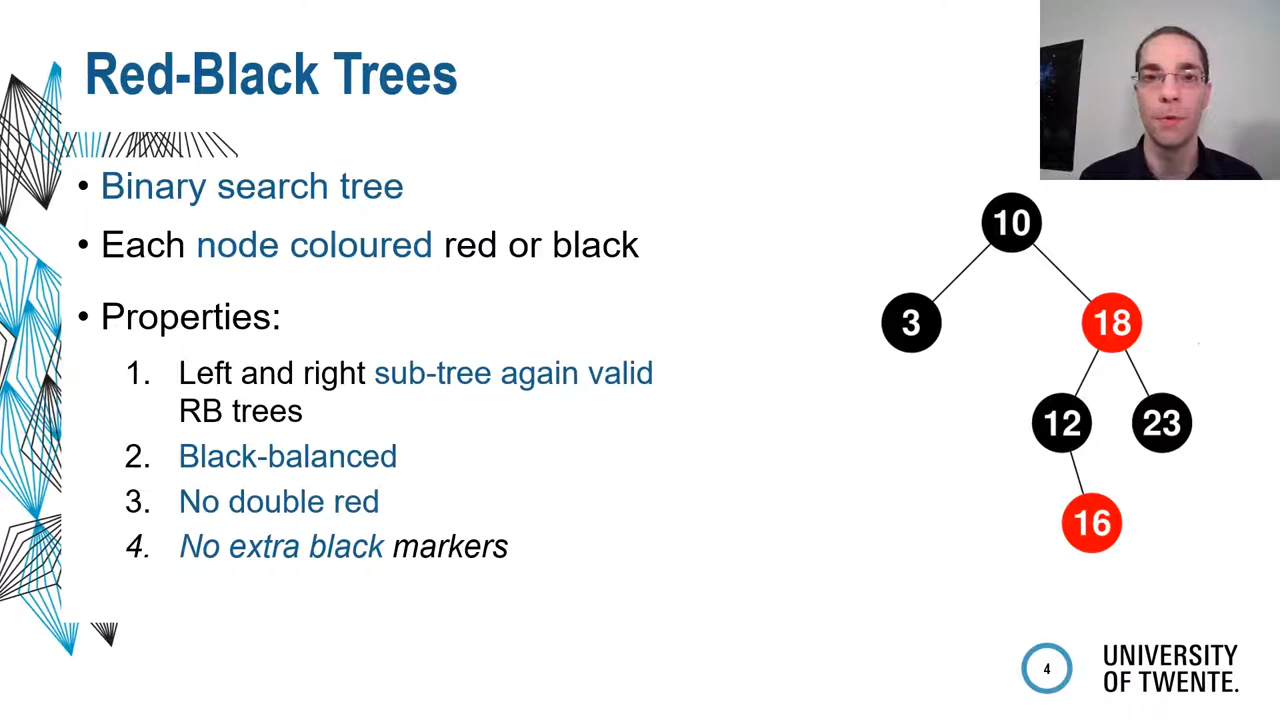 Red-Black Trees
• Binary search tree
• Each node coloured red or black
• Properties:
1. Left and right sub-tree again valid
RB trees
2. Black-balanced
3. No double red
4. No extra black markers
10
3
18
12
23
16
4
UNIVERSITY
OF TWENTE.